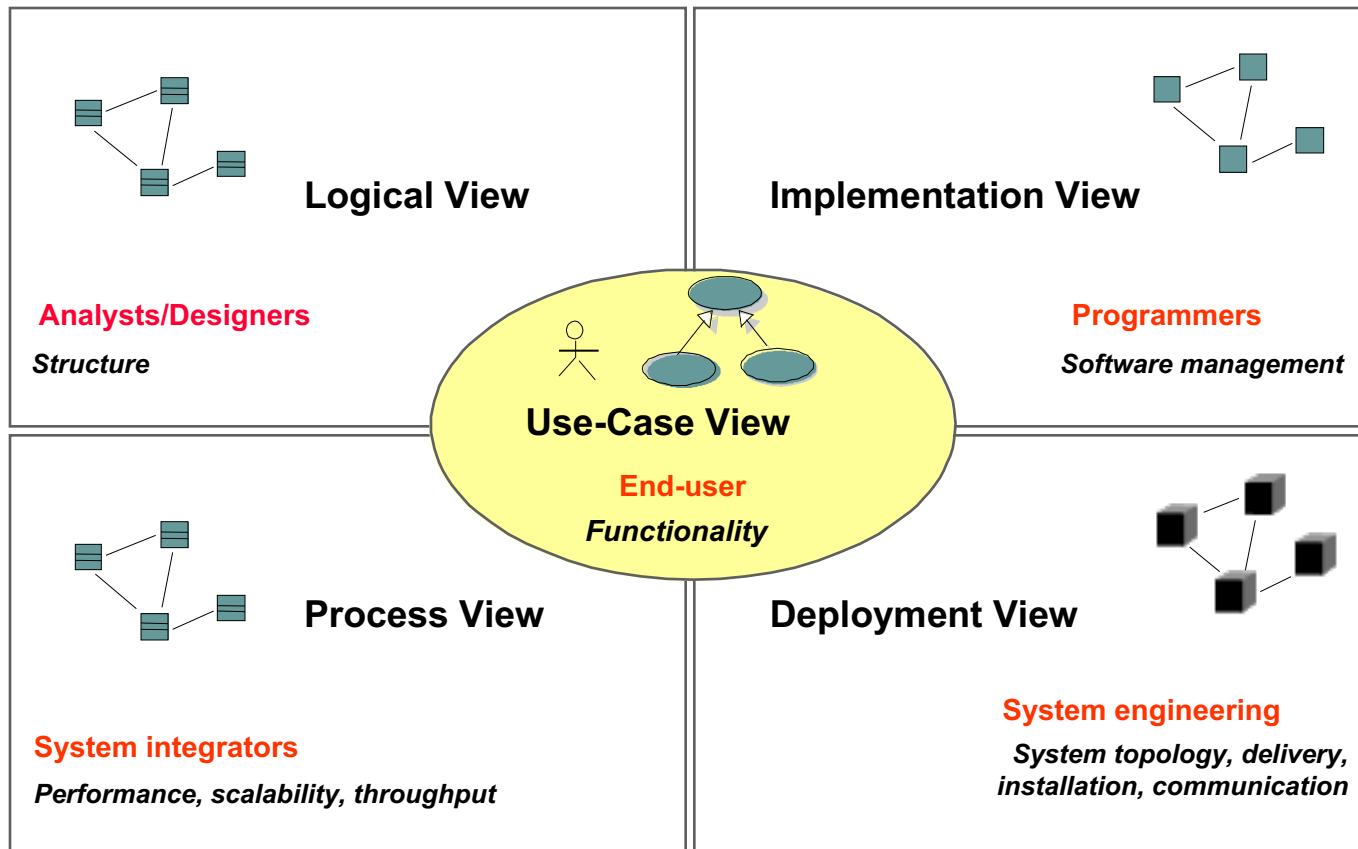 Logical View
Analysts/Designers
Structure
Implementation View
Programmers
Software management
Use-Case View
End-user
Functionality
Process View
System integrators
Performance, scalability, throughput
Deployment View
System engineering
System topology, delivery,
installation, communication